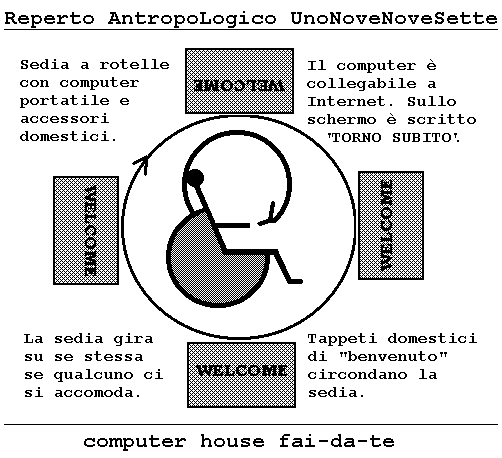 Reperto AntropoLogico UnoNoveNoveSette
Sedia a rotelle
con computer
portatile e
accessori
domestici.
WELCOME
Il computer è
collegabile a
Internet. Sullo
schermo è scritto
"TORNO SUBITO".
WELCOME
WELCOME
La sedia gira
su se stessa
se qualcuno ci
si accomoda.
WELCOME
Tappeti domestici
di "benvenuto"
circondano la
sedia.
computer house fai-da-te